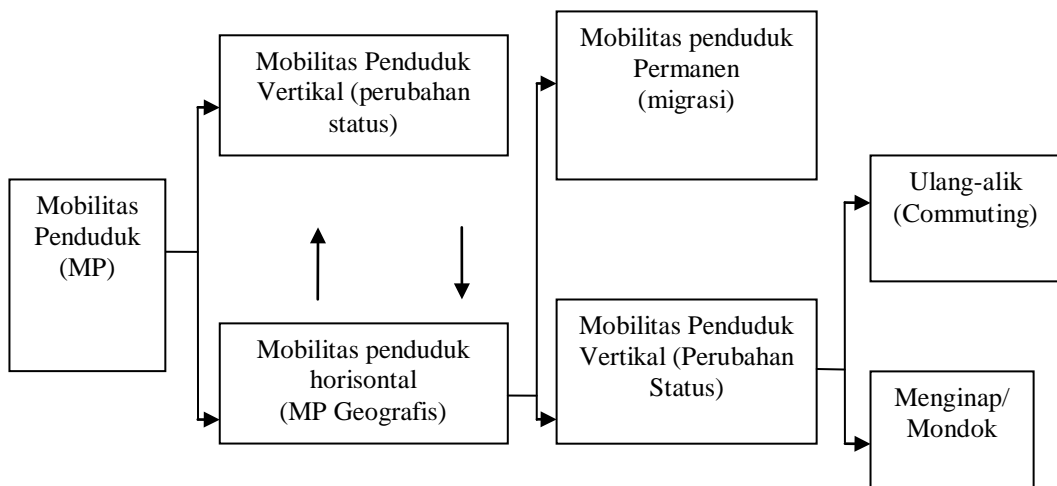 Mobilitas
Penduduk
(MP)
Mobilitas Penduduk
Vertikal (perubahan
status)
Mobilitas penduduk
horisontal
(MP Geografis)
Mobilitas penduduk
Permanen
(migrasi)
Mobilitas Penduduk
Vertikal (Perubahan
Status)
Ulang-alik
(Commuting)
Menginap/
Mondok